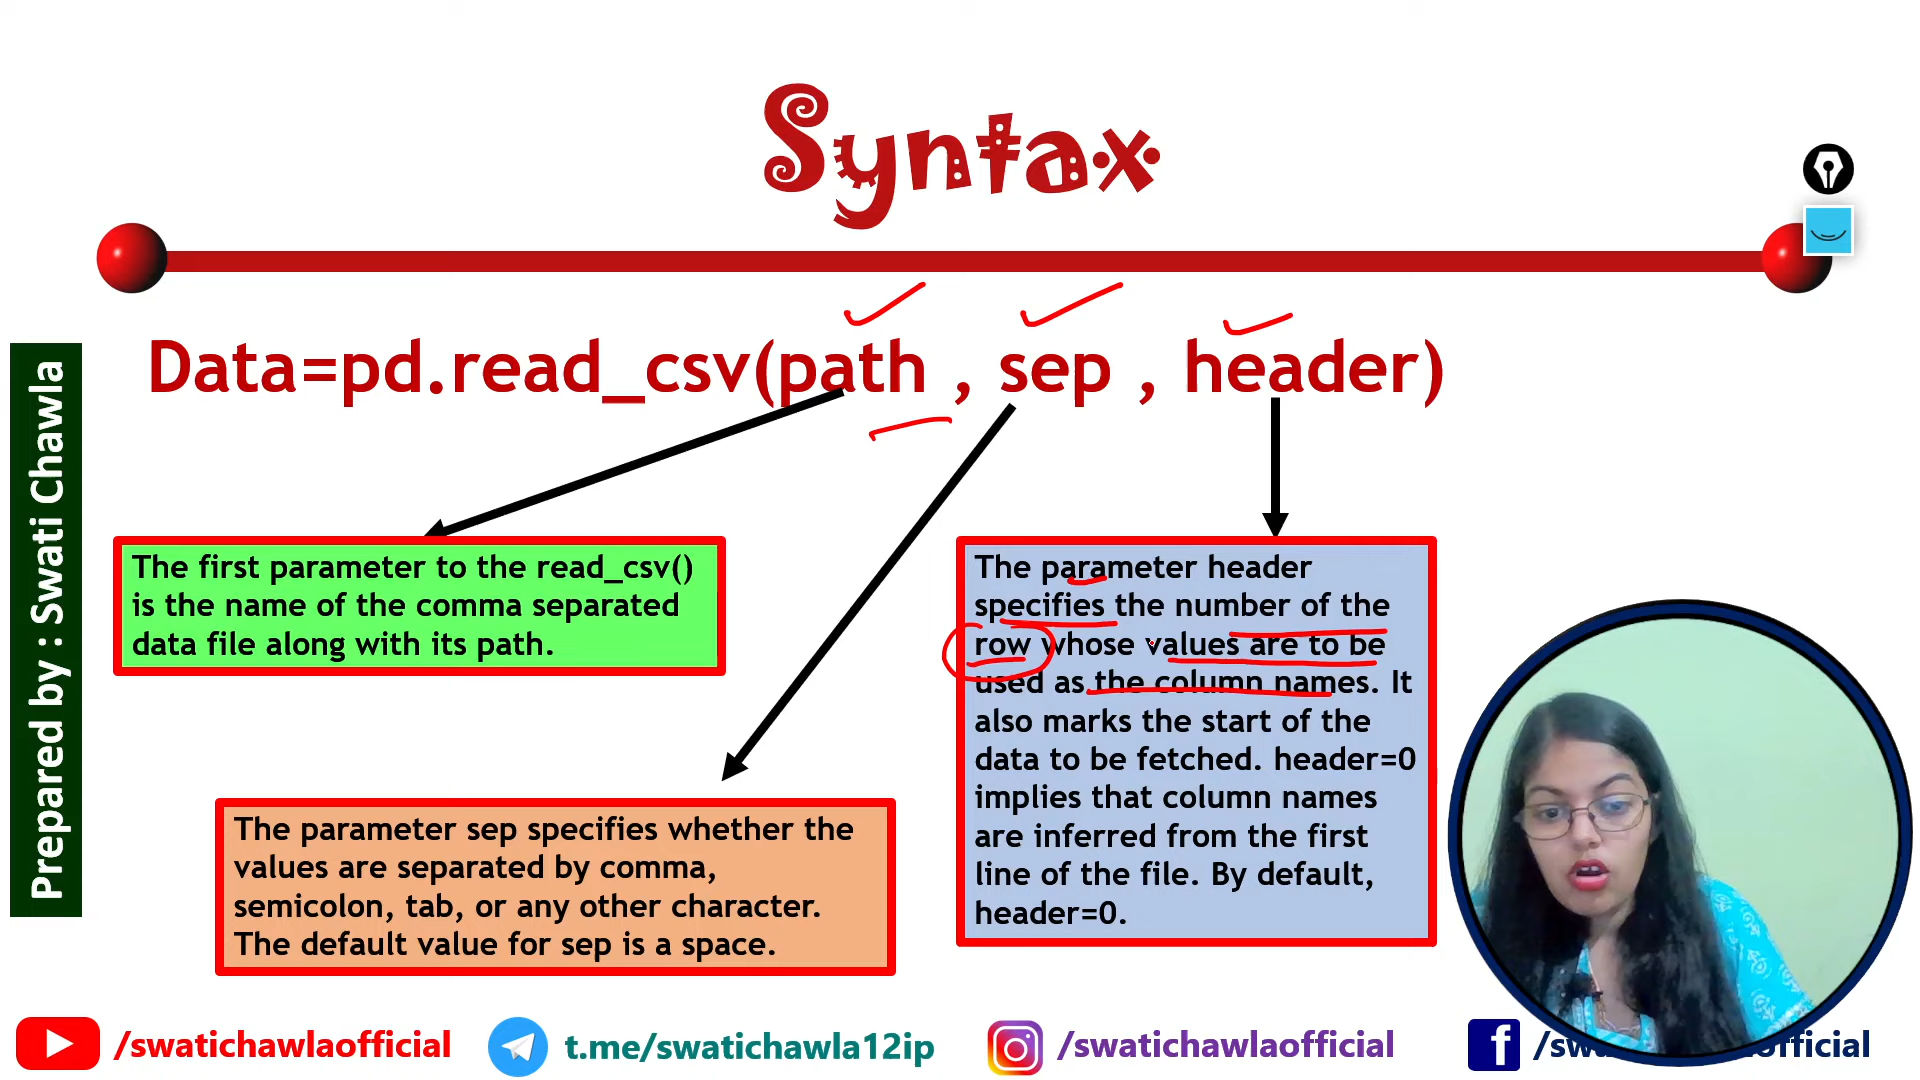 Syntax
Data=pd.read_csv(path , sep , header)
Prepared by : Swati Chawla
The first parameter to the read_csv()
is the name of the comma separated
data file along with its path.
The parameter sep specifies whether the
values are separated by comma,
semicolon, tab, or any other character.
The default value for sep is a space.
The parameter header
specifies the number of the
row whose values are to be
used as the column names. It
also marks the start of the
data to be fetched. header=0
implies that column names
are inferred from the first
line of the file. By default,
header=0.
/swatichawlaofficial
t.me/swatichawla12ip
/swatichawlaofficial